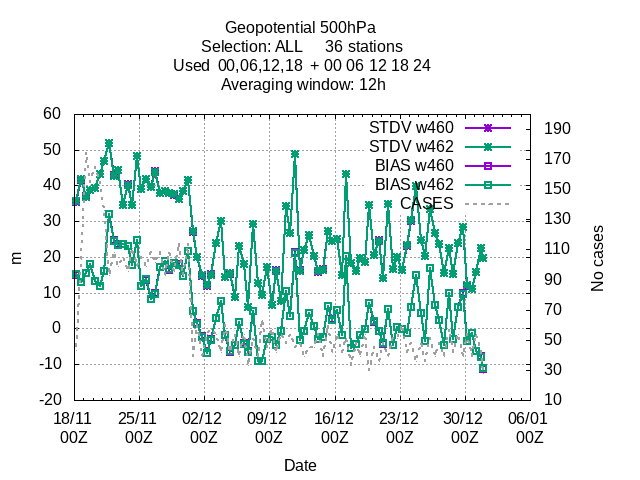 Geopotential 500hPa
Selection: ALL 36 stations
Used 00,06,12,18 + 00 06 12 18 24
Averaging window: 12h
STDV w460
STDV w462
BIAS w460
BIAS w462
CASES
60
50
40
30
20
10
0
-10
-20
m
190
170
150
130
110
90
70
50
30
10
No cases
18/11 25/11 02/12 09/12 16/12 23/12 30/12 06/01
00Z 00Z 00Z 00Z 00Z 00Z 00Z 00Z
Date